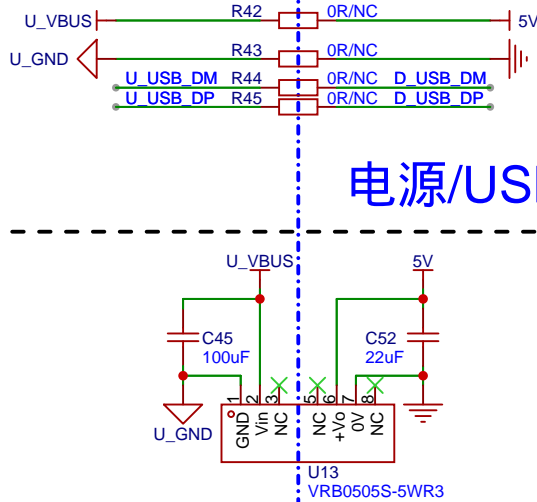 U_VBUS R42 0R/NC 5V
U_GND R43 0R/NC
U_USB_DM R44 0R/NC D_USB_DM
U_USB_DP R45 0R/NC D_USB_DP
电源/USB
U_VBUS 5V
C45 C52
100uF 22uF
1 2 3 5 6 7 8
GND Vin NC NC +Vo 0V NC
U_GND
U13
VRB0505S-5WR3